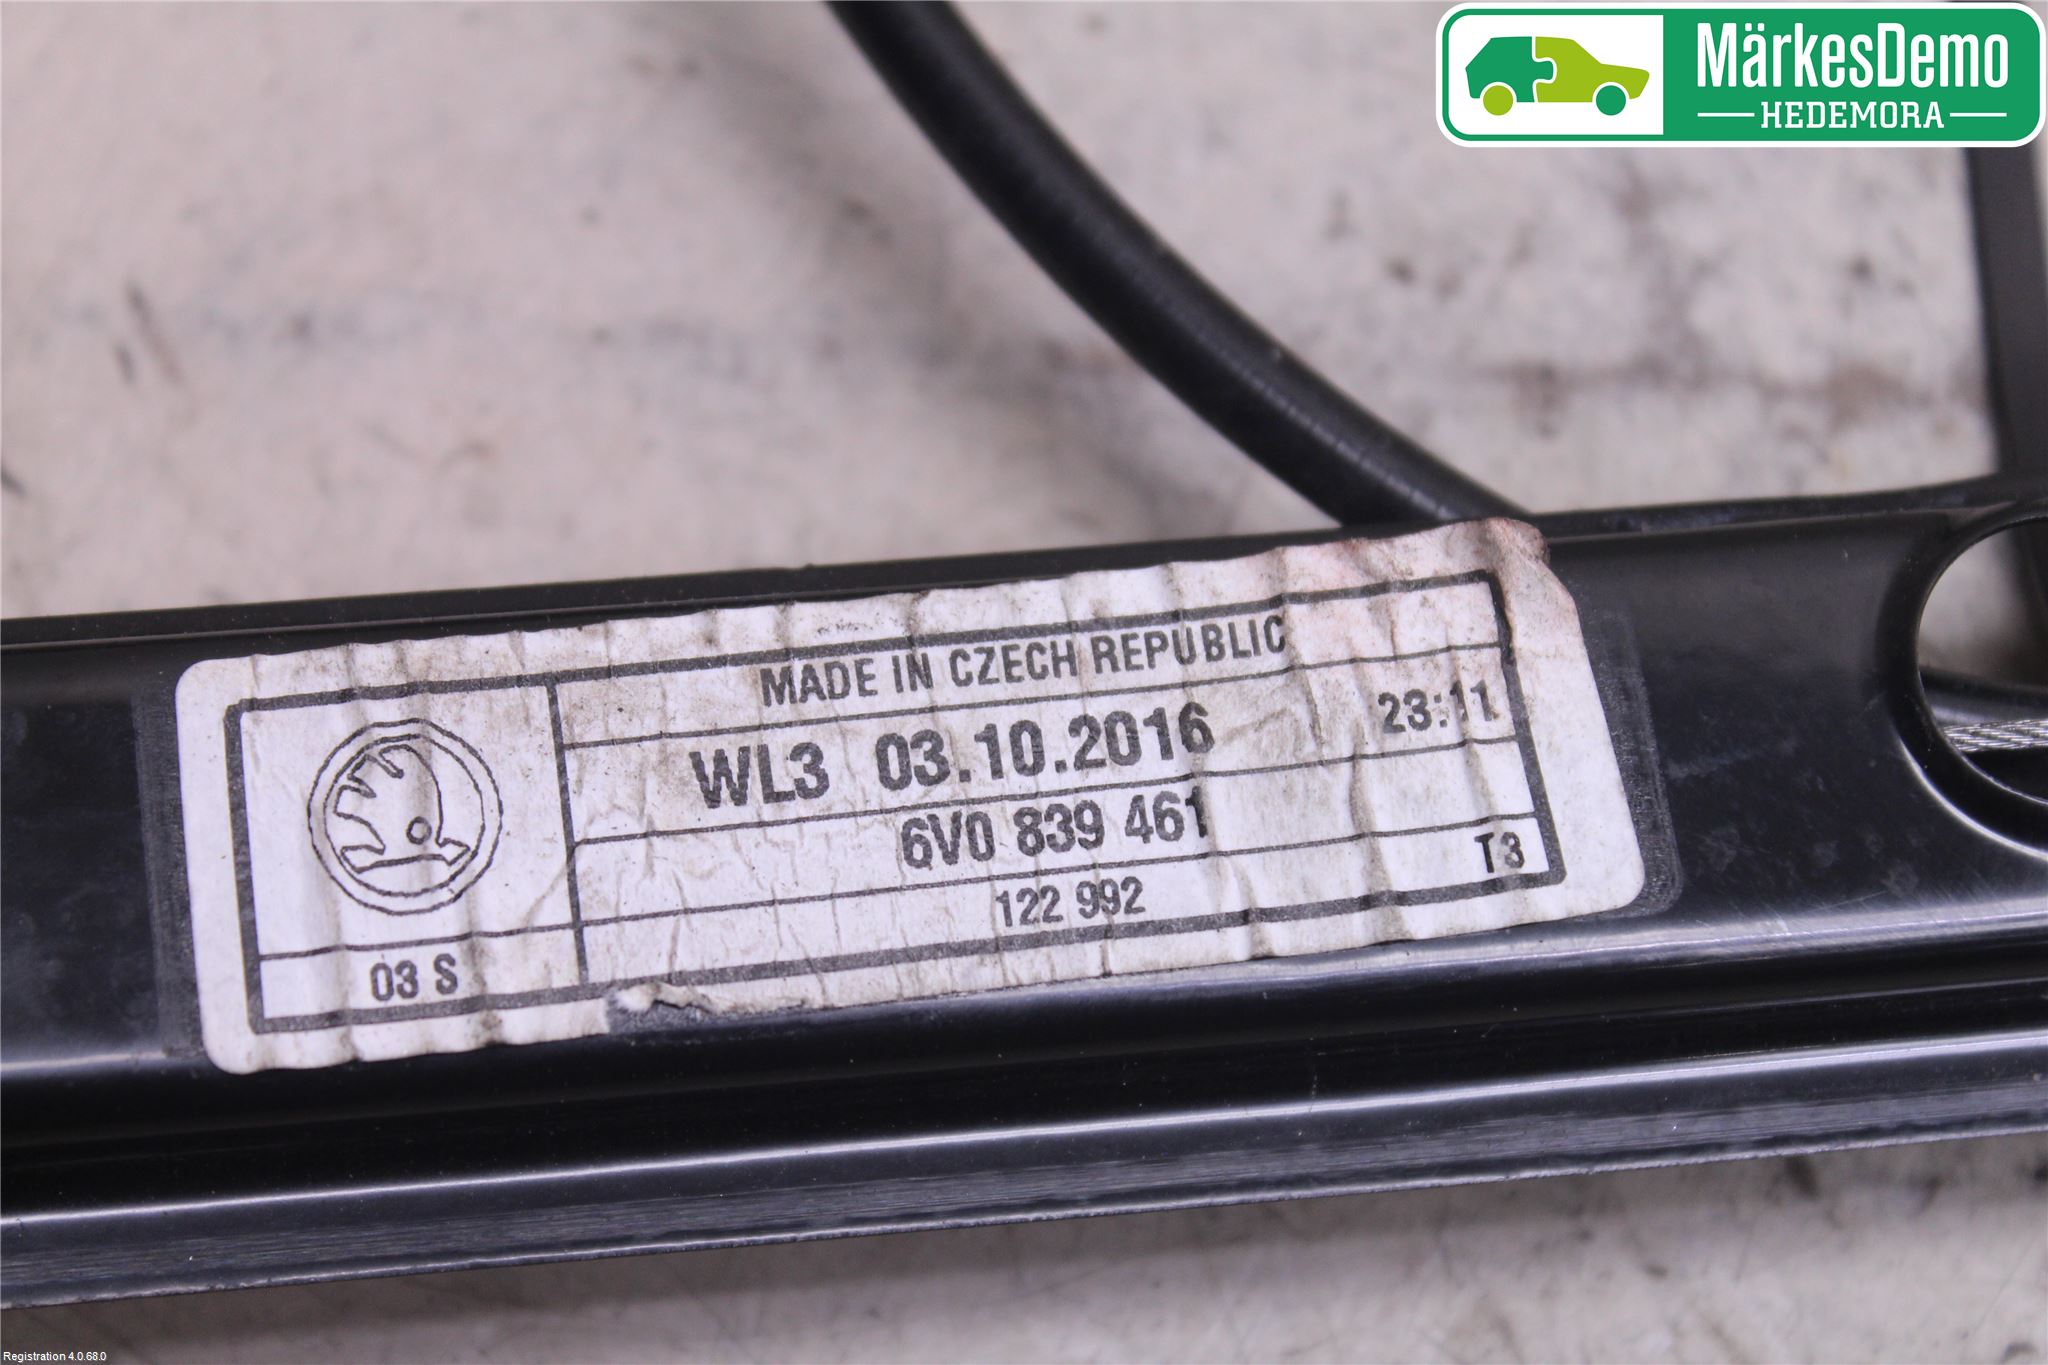 MärkesDemo
HEDEMORA
MADE IN CZECH REPUBLIC
WL3 03.10.2016 23:11
6V0 839 461
122 992 T3
03 S
Registration 4.0.68.0